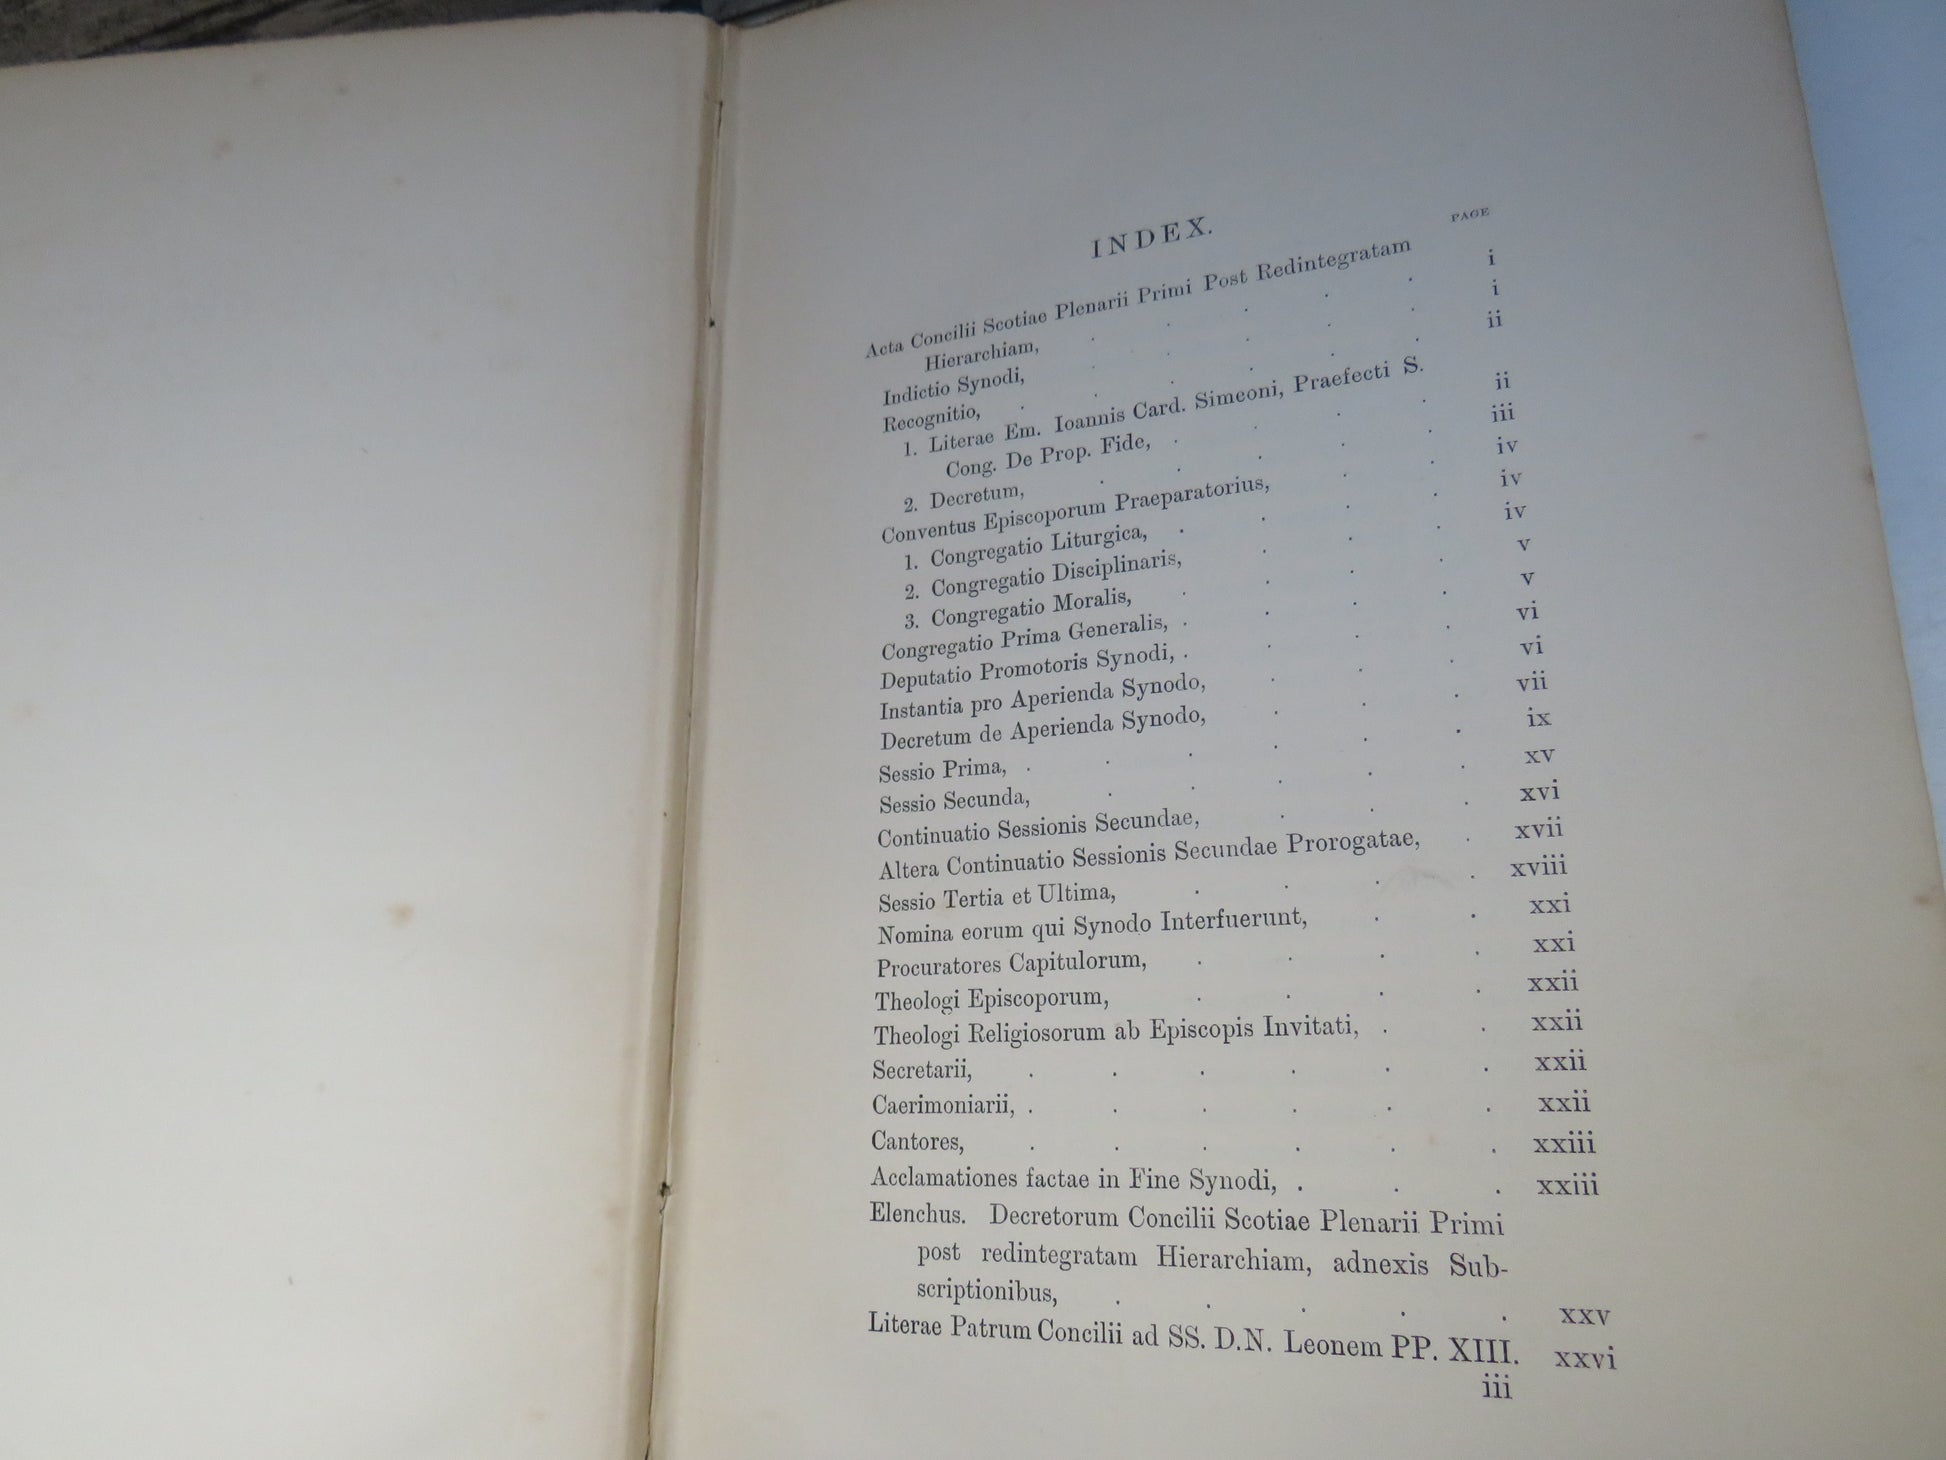 INDEX.
PAGE
Acta Concilii Scotiae Plenarii Primi Post Redintegratam
Hierarchiam, . . . . . i
Indictio Synodi, . . . . . i
Recognitio, . . . . . . ii
1. Literae Em. Ioannis Card. Simeoni, Praefecti S.
Cong. De Prop. Fide, . . . . ii
2. Decretum, . . . . . iii
Conventus Episcoporum Praeparatorius, . . iv
1. Congregatio Liturgica, . . . . iv
2. Congregatio Disciplinaris, . . . iv
3. Congregatio Moralis, . . . . v
Congregatio Prima Generalis, . . . . v
Deputatio Promotoris Synodi, . . . . vi
Instantia pro Aperienda Synodo, . . . vi
Decretum de Aperienda Synodo, . . . vii
Sessio Prima, . . . . . . ix
Sessio Secunda, . . . . . xv
Continuatio Sessionis Secundae, . . . xvi
Altera Continuatio Sessionis Secundae Prorogatae, . xvii
Sessio Tertia et Ultima, . . . . xviii
Nomina eorum qui Synodo Interfuerunt, . . xxi
Procuratores Capitulorum, . . . . xxi
Theologi Episcoporum, . . . . xxii
Theologi Religiosorum ab Episcopis Invitati, . . xxii
Secretarii, . . . . . . xxii
Caerimoniarii, . . . . . . xxii
Cantores, . . . . . . xxiii
Acclamationes factae in Fine Synodi, . . . xxiii
Elenchus. Decretorum Concilii Scotiae Plenarii Primi
post redintegratam Hierarchiam, adnexis Sub-
scriptionibus, . . . . . xxv
Literae Patrum Concilii ad SS. D.N. Leonem PP. XIII. xxvi
iii